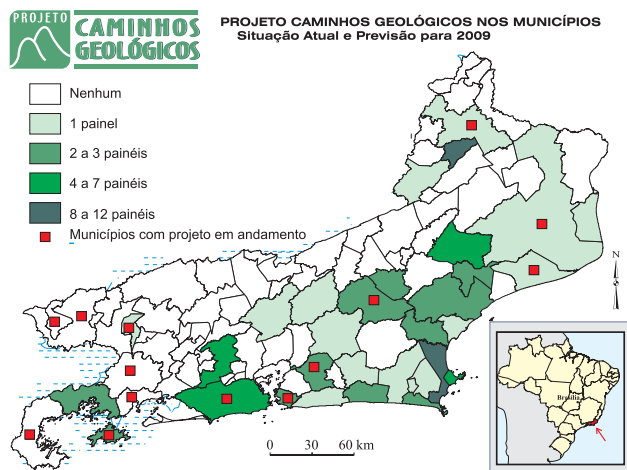 PROJETO
CAMINHOS
GEOLÓGICOS
PROJETO CAMINHOS GEOLÓGICOS NOS MUNICÍPIOS
Situação Atual e Previsão para 2009
Nenhum
1 painel
2 a 3 painéis
4 a 7 painéis
8 a 12 painéis
Municípios com projeto em andamento
N
Brasília
0 30 60 km